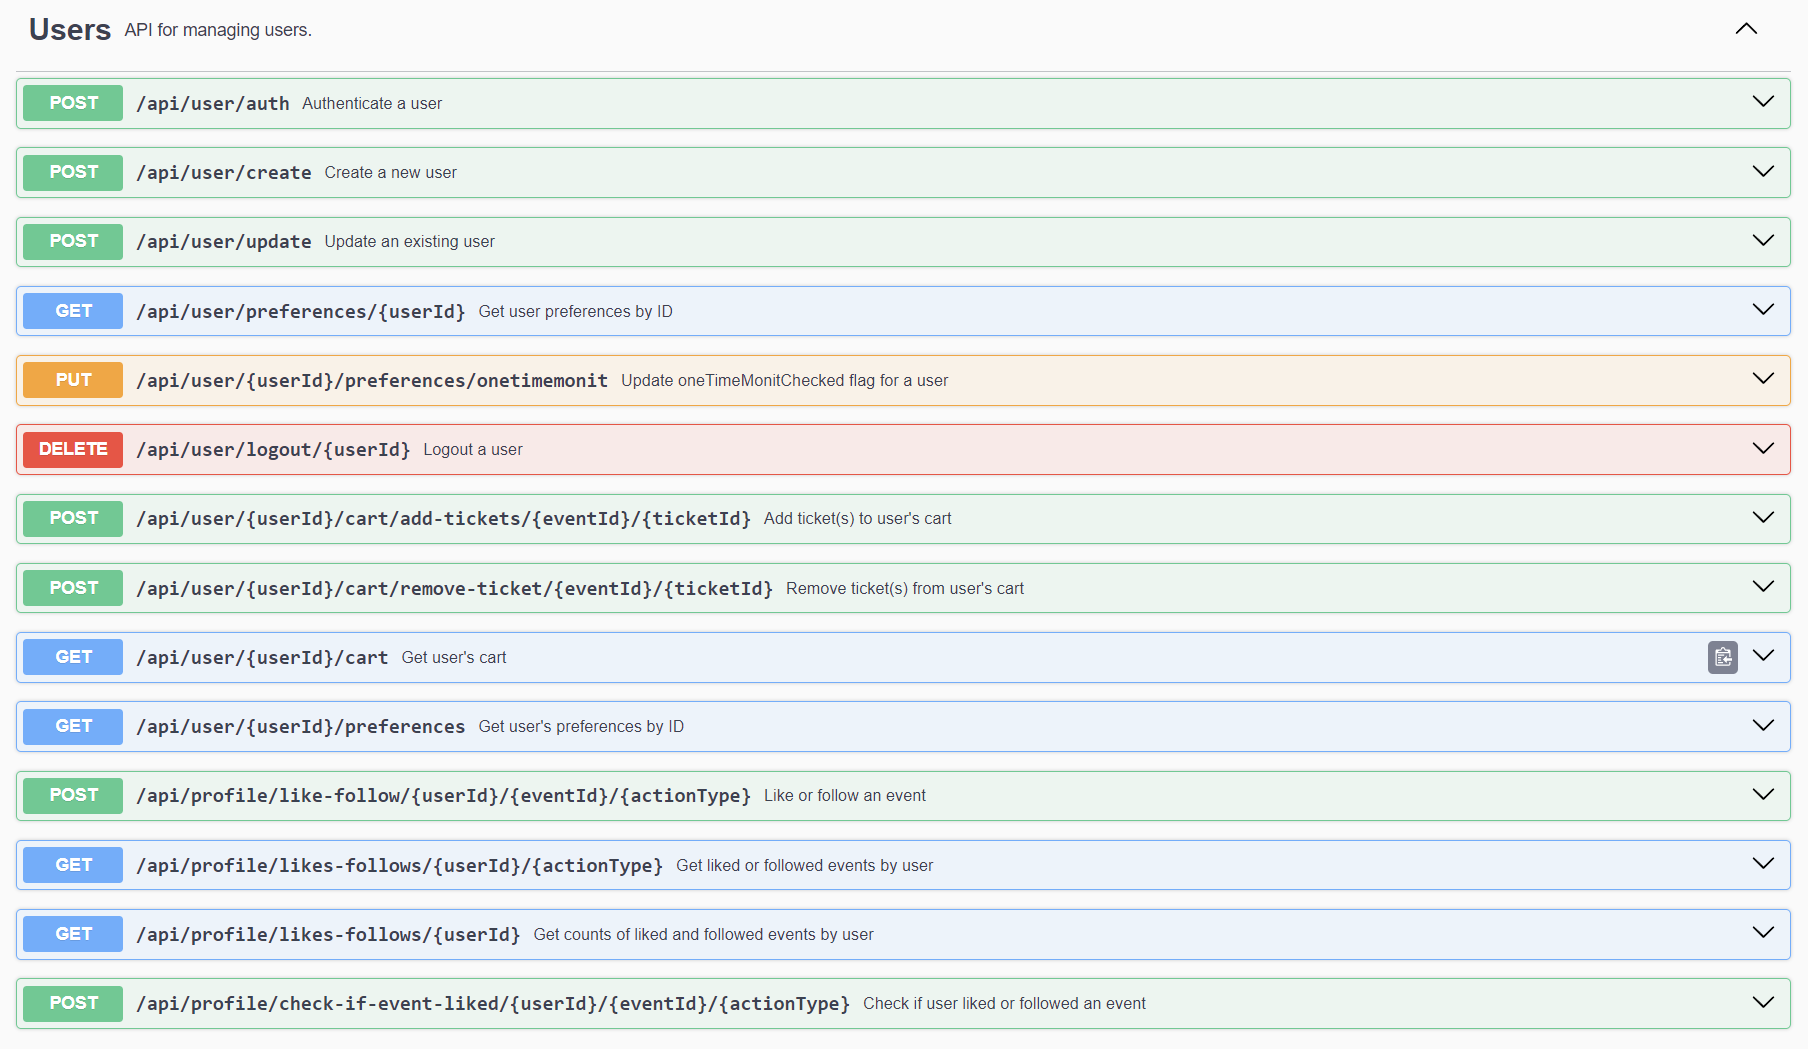 Users API for managing users.
POST /api/user/auth Authenticate a user
POST /api/user/create Create a new user
POST /api/user/update Update an existing user
GET /api/user/preferences/{userId} Get user preferences by ID
PUT /api/user/{userId}/preferences/onetimemonit Update oneTimeMonitChecked flag for a user
DELETE /api/user/logout/{userId} Logout a user
POST /api/user/{userId}/cart/add-tickets/{eventId}/{ticketId} Add ticket(s) to user's cart
POST /api/user/{userId}/cart/remove-ticket/{eventId}/{ticketId} Remove ticket(s) from user's cart
GET /api/user/{userId}/cart Get user's cart
GET /api/user/{userId}/preferences Get user's preferences by ID
POST /api/profile/like-follow/{userId}/{eventId}/{actionType} Like or follow an event
GET /api/profile/likes-follows/{userId}/{actionType} Get liked or followed events by user
GET /api/profile/likes-follows/{userId} Get counts of liked and followed events by user
POST /api/profile/check-if-event-liked/{userId}/{eventId}/{actionType} Check if user liked or followed an event